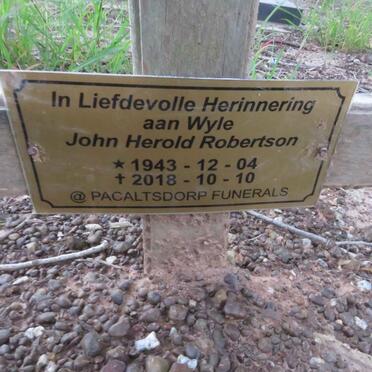 In Liefdevolle Herinnering
aan Wyle
John Herold Robertson
★ 1943 - 12 - 04
✝ 2018 - 10 - 10
@ PACALTSDORP FUNERALS